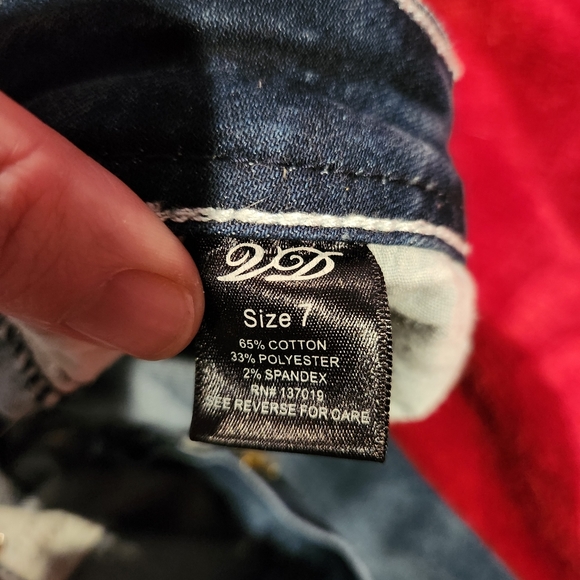 VD
Size 7
65% COTTON
33% POLYESTER
2% SPANDEX
RN# 137019
SEE REVERSE FOR CARE